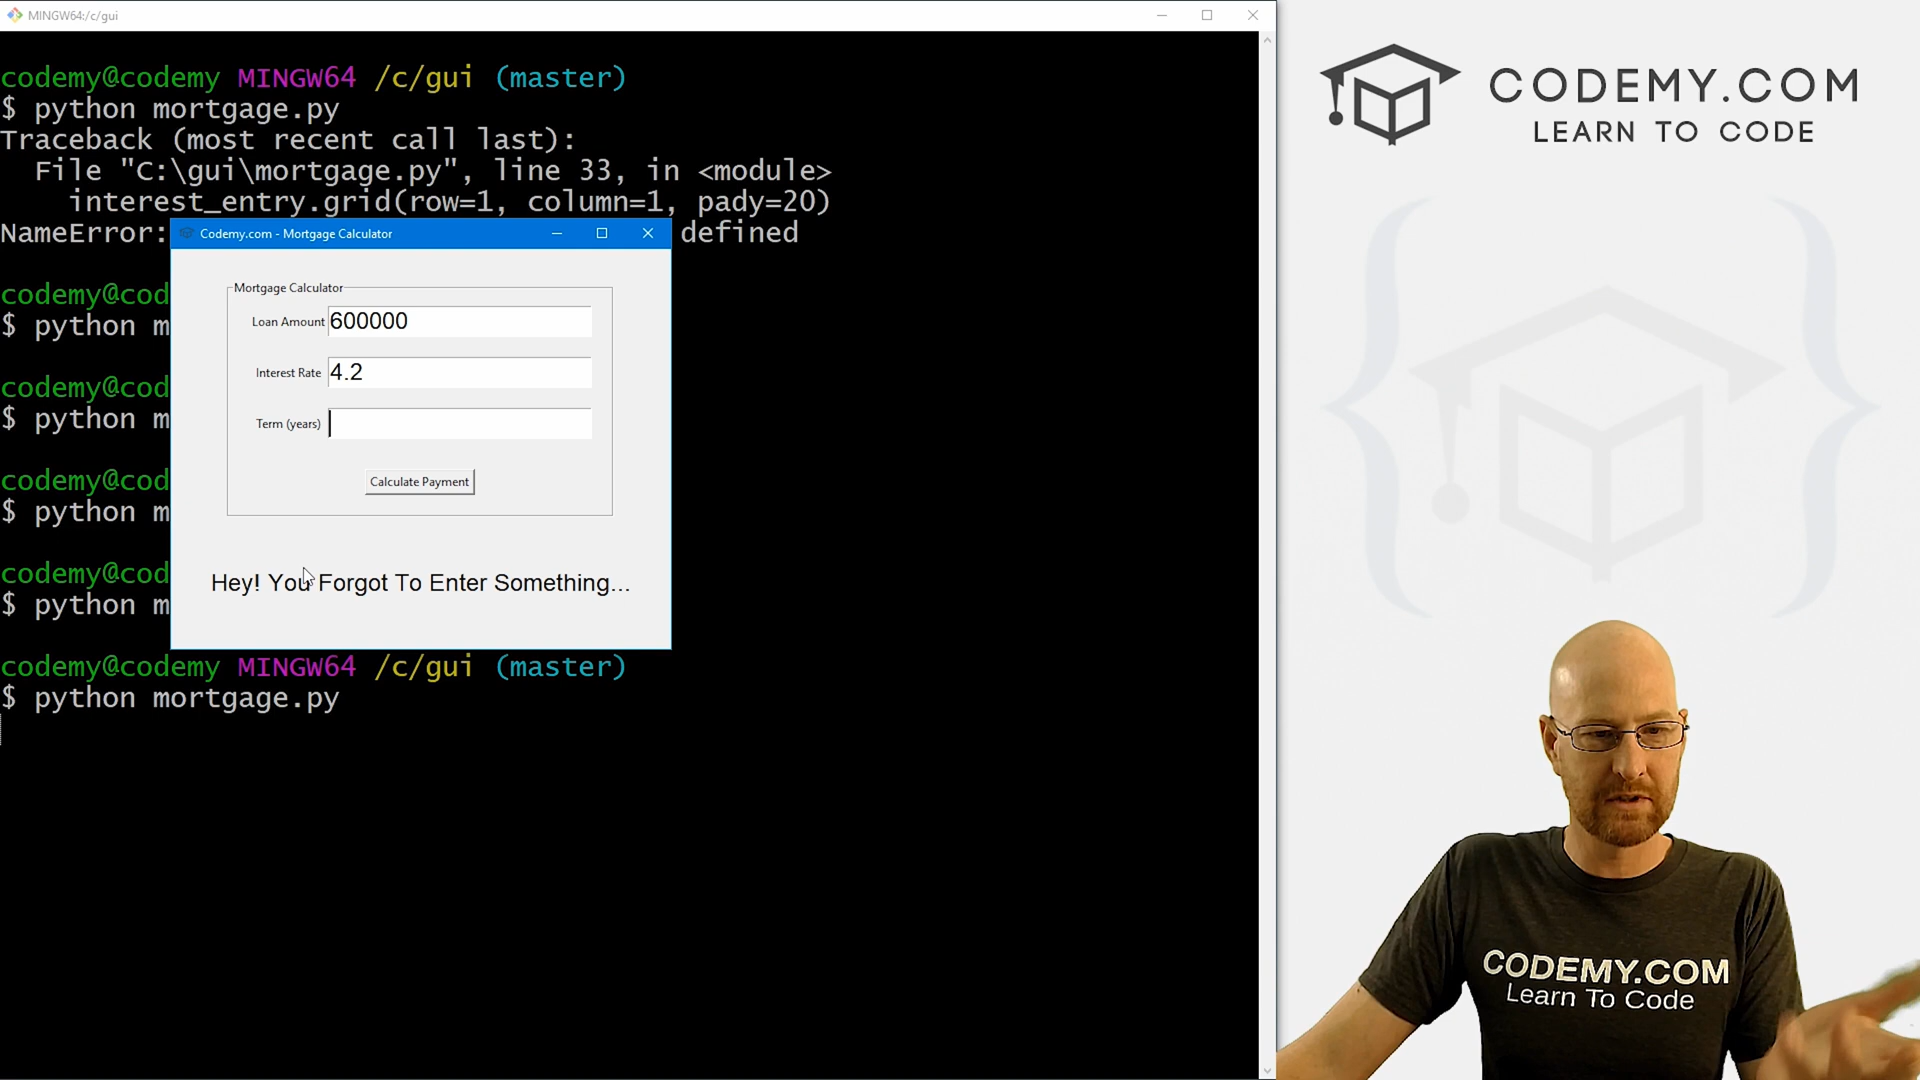 MINGW64:/c/gui
codemy@codemy MINGW64 /c/gui (master)
$ python mortgage.py
Traceback (most recent call last):
File "C:\gui\mortgage.py", line 33, in <module>
interest_entry.grid(row=1, column=1, pady=20)
NameError: defined
Codemy.com - Mortgage Calculator
Mortgage Calculator
Loan Amount 600000
Interest Rate 4.2
Term (years)
Calculate Payment
Hey! You Forgot To Enter Something...
codemy@cod
$ python m
codemy@cod
$ python m
codemy@cod
$ python m
codemy@cod
$ python m
codemy@codemy MINGW64 /c/gui (master)
$ python mortgage.py
CODEMY.COM
LEARN TO CODE
CODEMY.COM
Learn To Code